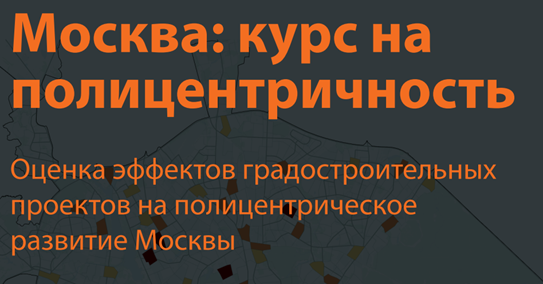 Москва: курс на
полицентричность
Оценка эффектов градостроительных
проектов на полицентрическое
развитие Москвы